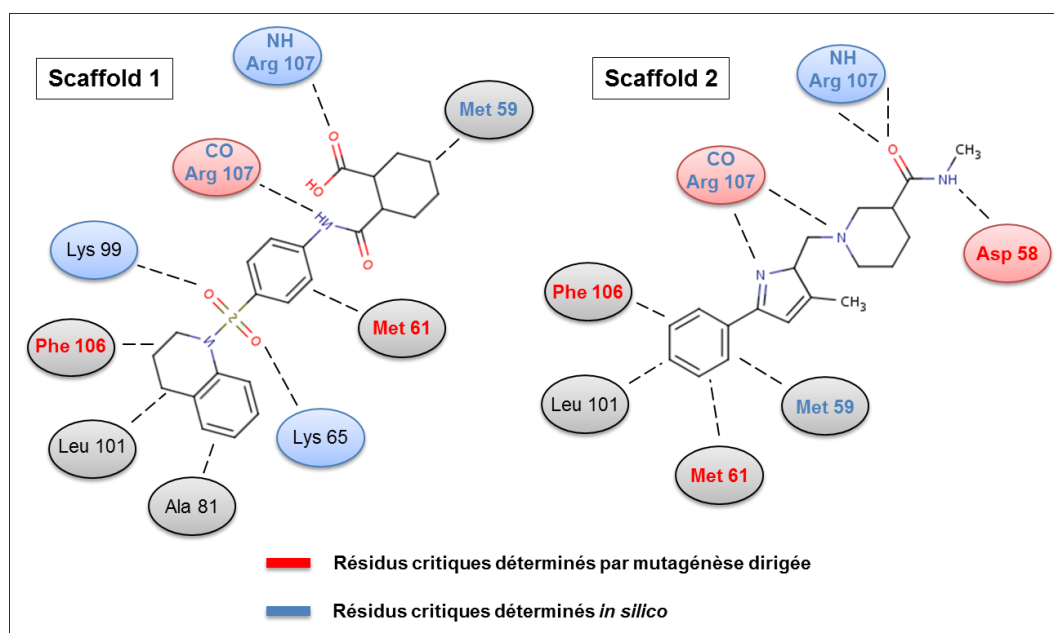 Scaffold 1
NH
Arg 107
Met 59
CO
Arg 107
HO
O
HN
O
Lys 99
O
S
O
N
Met 61
Phe 106
Leu 101
Lys 65
Ala 81
Scaffold 2
NH
Arg 107
O
CH3
NH
CO
Arg 107
N
Asp 58
N
CH3
Phe 106
Leu 101
Met 59
Met 61
Résidus critiques déterminés par mutagénèse dirigée
Résidus critiques déterminés in silico